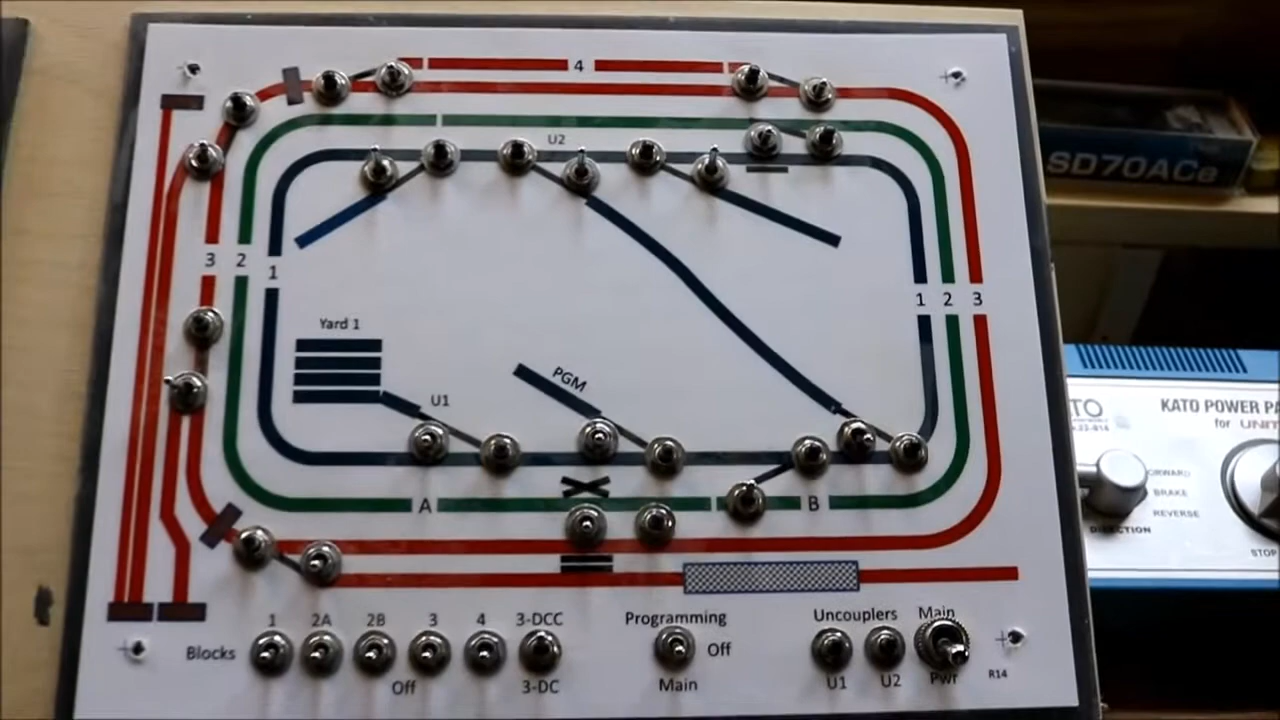 4
U2
SD70ACe
3 2 1
1 2 3
Yard 1
PGM
U1
KATO POWER PA
for UNIT
TO
ORWARD
BRAKE
REVERSE
DIRECTION
STOP
A
B
1 2A 2B 3 4 3-DCC
Blocks
Off
3-DC
Programming
Off
Main
Uncouplers
U1 U2
Main
Pwr
R14